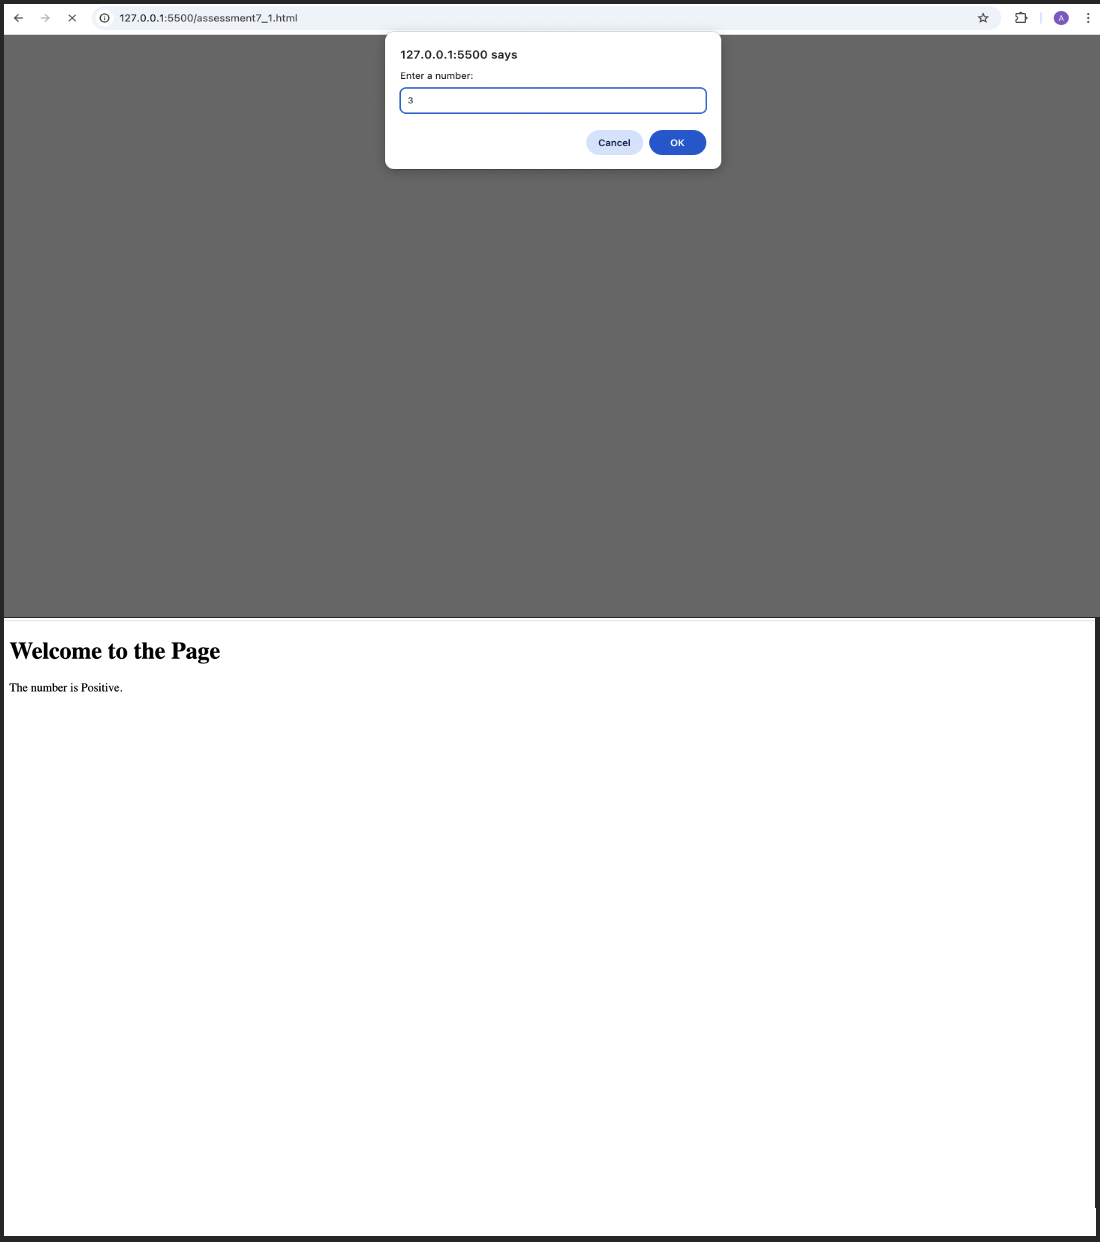 127.0.0.1:5500/assessment7_1.html
A
127.0.0.1:5500 says
Enter a number:
3
Cancel
OK
Welcome to the Page
The number is Positive.